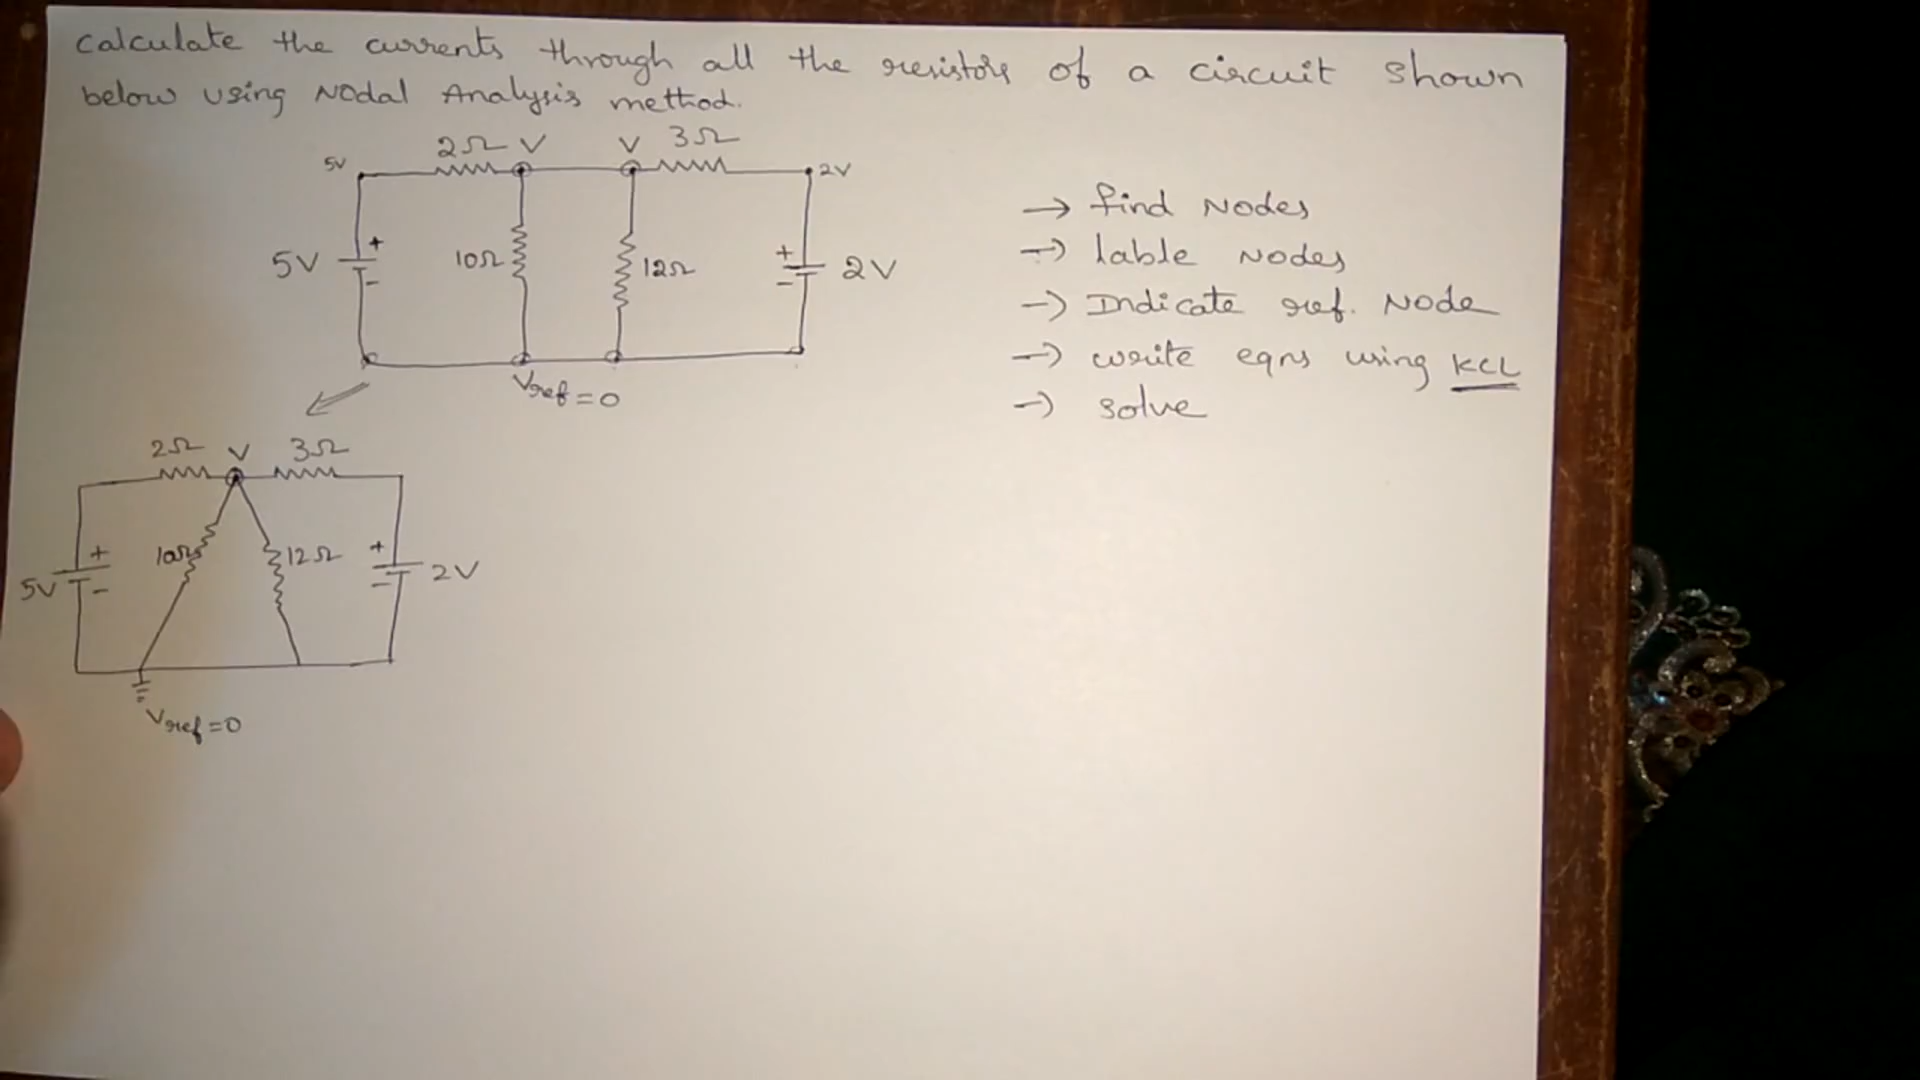 Calculate the currents through all the resistors of a circuit shown
below using Nodal Analysis method.
2Ω V V 3Ω
5V 2V
+
5V 10Ω 12Ω + 2V
- -
Vref = 0
→ find Nodes
→ lable Nodes
→ Indicate ref. Node
→ write eqns using KCL
→ solve
2Ω V 3Ω
+ 10Ω 12Ω +
5V - - 2V
Vref = 0